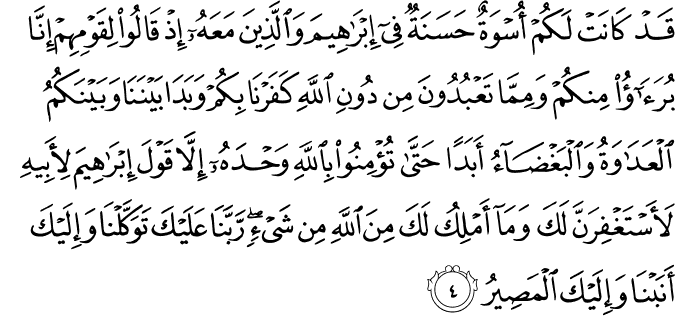 قَدْ كَانَتْ لَكُمْ أُسْوَةٌ حَسَنَةٌ فِىٓ إِبْرَٰهِيمَ وَٱلَّذِينَ مَعَهُۥٓ إِذْ قَالُوا۟ لِقَوْمِهِمْ إِنَّا
بُرَءَٰٓؤُا۟ مِنكُمْ وَمِمَّا تَعْبُدُونَ مِن دُونِ ٱللَّهِ كَفَرْنَا بِكُمْ وَبَدَا بَيْنَنَا وَبَيْنَكُمُ
ٱلْعَدَٰوَةُ وَٱلْبَغْضَآءُ أَبَدًا حَتَّىٰ تُؤْمِنُوا۟ بِٱللَّهِ وَحْدَهُۥٓ إِلَّا قَوْلَ إِبْرَٰهِيمَ لِأَبِيهِ
لَأَسْتَغْفِرَنَّ لَكَ وَمَآ أَمْلِكُ لَكَ مِنَ ٱللَّهِ مِن شَىْءٍ ۖ رَّبَّنَا عَلَيْكَ تَوَكَّلْنَا وَإِلَيْكَ
أَنَبْنَا وَإِلَيْكَ ٱلْمَصِيرُ ٤